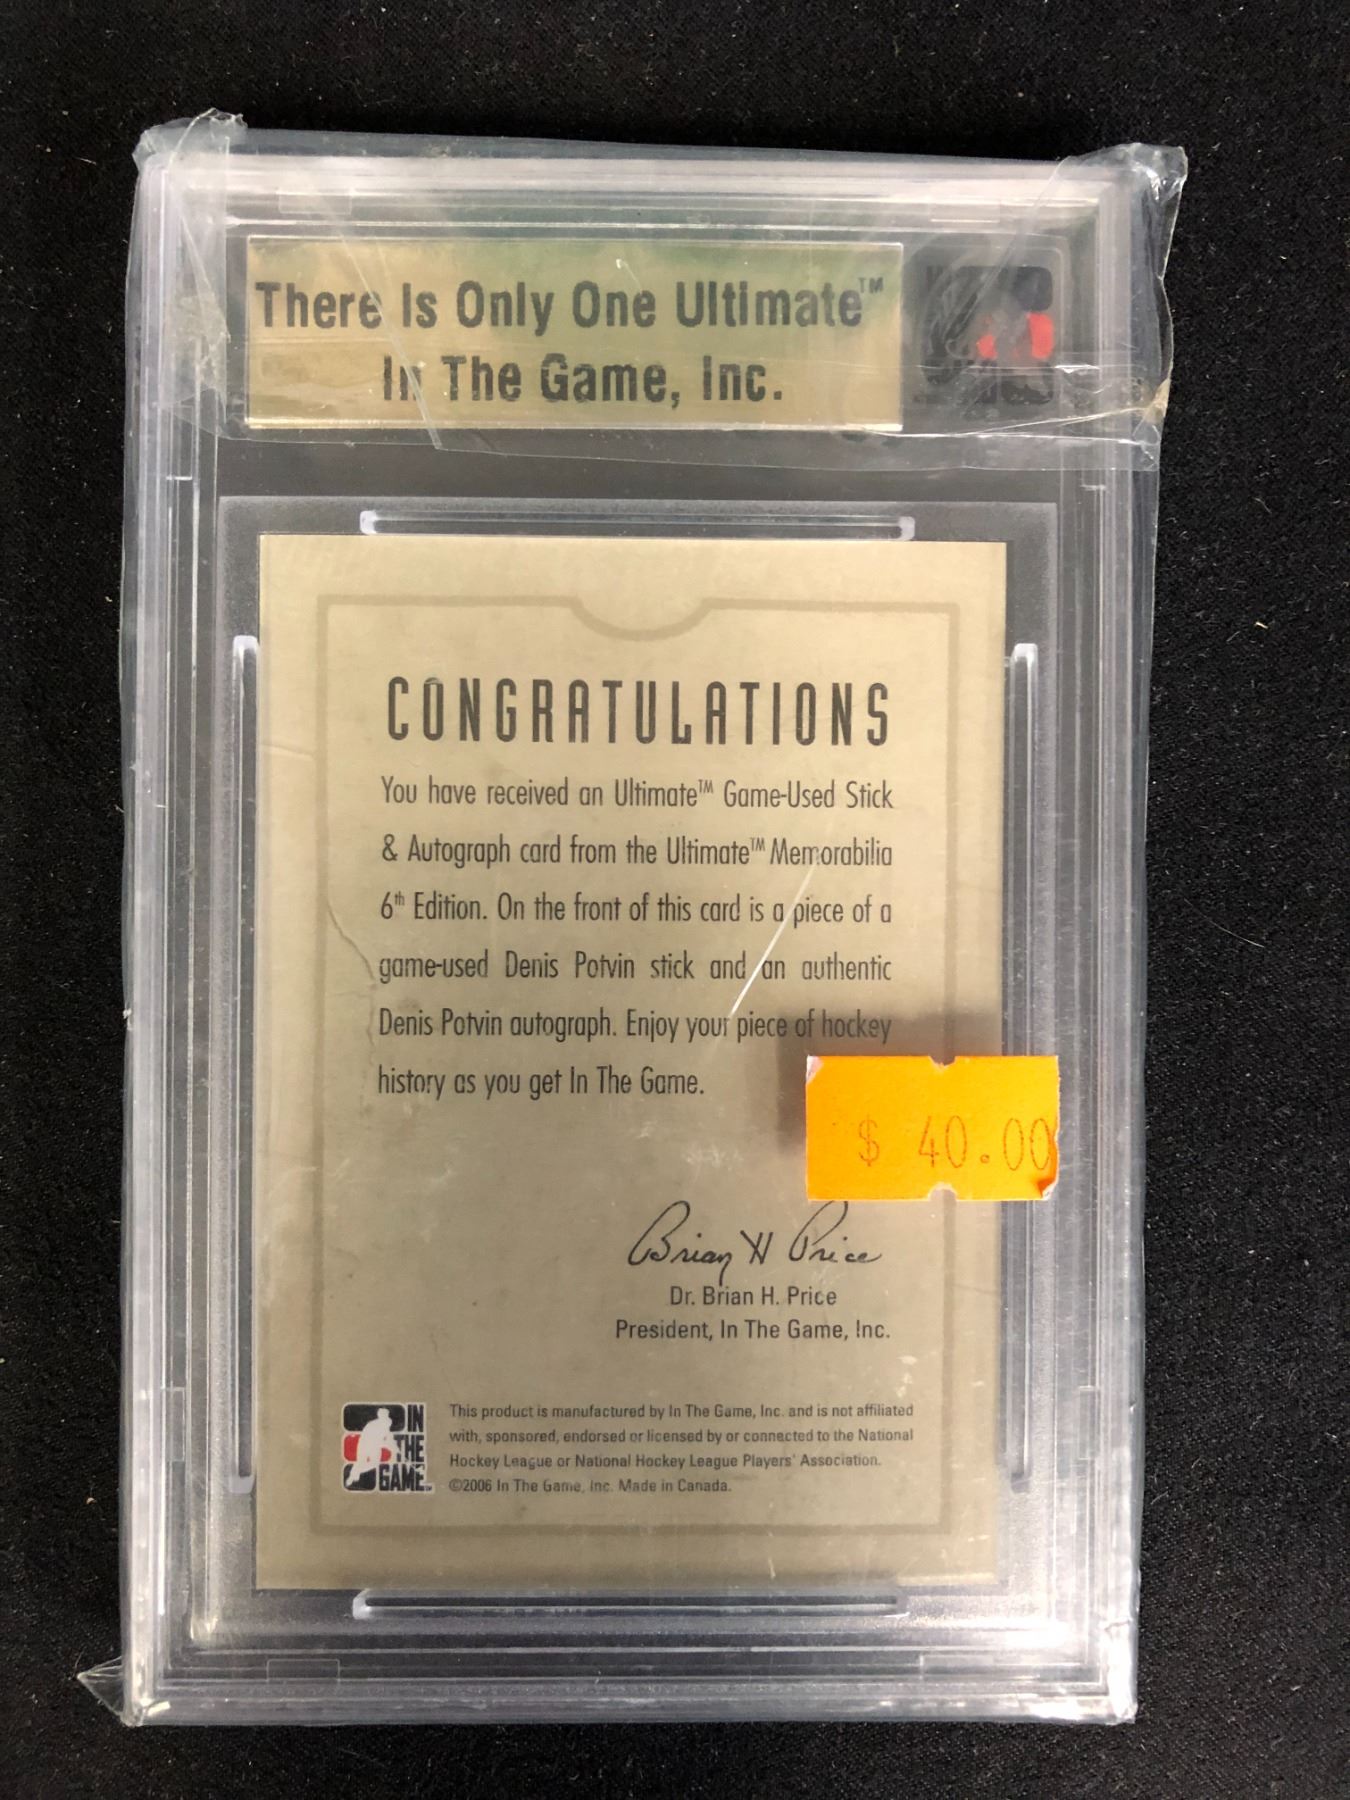 There Is Only One Ultimate™
In The Game, Inc.
CONGRATULATIONS
You have received an Ultimate™ Game-Used Stick
& Autograph card from the Ultimate™ Memorabilia
6th Edition. On the front of this card is a piece of a
game-used Denis Potvin stick and an authentic
Denis Potvin autograph. Enjoy your piece of hockey
history as you get In The Game.
$ 40.00
Brian H Price
Dr. Brian H. Price
President, In The Game, Inc.
IN
THE
GAME
This product is manufactured by In The Game, Inc. and is not affiliated
with, sponsored, endorsed or licensed by or connected to the National
Hockey League or National Hockey League Players' Association.
©2006 In The Game, Inc. Made in Canada.